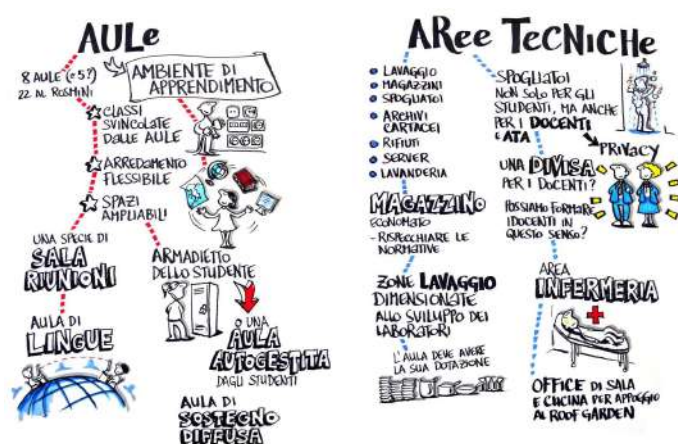 AULE
8 AULE (o 5?)
22 AL ROSMINI
AMBIENTE DI
APPRENDIMENTO
CLASSI
SVINCOLATE
DALLE AULE
ARREDAMENTO
FLESSIBILE
SPAZI
AMPLIABILI
UNA SPECIE DI
SALA
RIUNIONI
AULA DI
LINGUE
ARMADIETTO
DELLO STUDENTE
UNA
AULA
AUTOGESTITA
DAGLI STUDENTI
AULA DI
SOSTEGNO
DIFFUSA
AREE TECNICHE
LAVAGGIO
MAGAZZINI
SPOGLIATOI
ARCHIVI
CARTACEI
RIFIUTI
SERVER
LAVANDERIA
MAGAZZINO
ECONOMATO
- RISPECCHIARE LE
NORMATIVE
ZONE LAVAGGIO
DIMENSIONATE
ALLO SVILUPPO DEI
LABORATORI
L'AULA DEVE AVERE
LA SUA DOTAZIONE
SPOGLIATOI
NON SOLO PER GLI
STUDENTI, MA ANCHE
PER I DOCENTI
E ATA
PRIVACY
UNA DIVISA
PER I DOCENTI?
POSSIAMO FORMARE
I DOCENTI IN
QUESTO SENSO?
AREA
INFERMERIA
OFFICE DI SALA
E CUCINA PER APPOGGIO
AL ROOF GARDEN